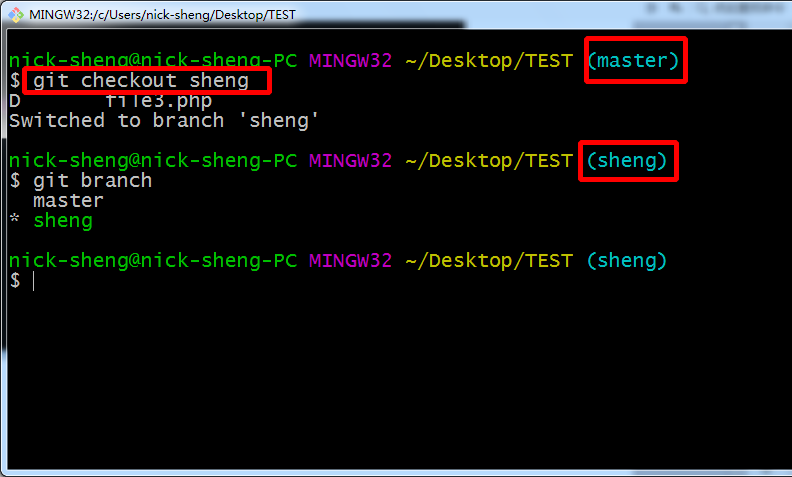 MINGW32:/c/Users/nick-sheng/Desktop/TEST
nick-sheng@nick-sheng-PC MINGW32 ~/Desktop/TEST (master)
$ git checkout sheng
D       file3.php
Switched to branch 'sheng'
nick-sheng@nick-sheng-PC MINGW32 ~/Desktop/TEST (sheng)
$ git branch
  master
* sheng
nick-sheng@nick-sheng-PC MINGW32 ~/Desktop/TEST (sheng)
$